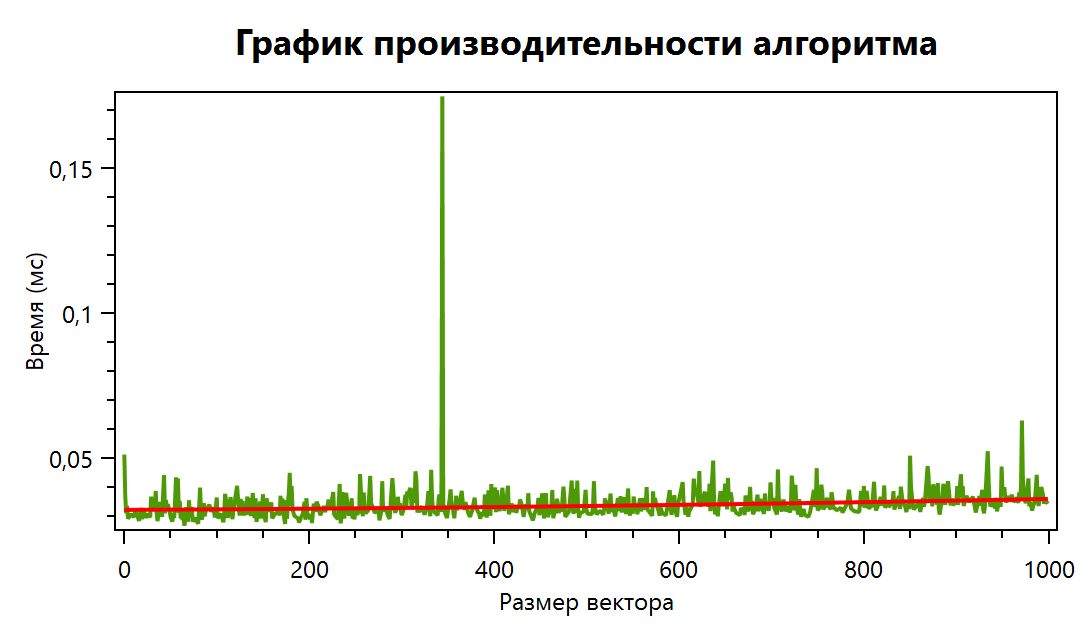 График производительности алгоритма
Время (мс)
0,15
0,1
0,05
0 200 400 600 800 1000
Размер вектора